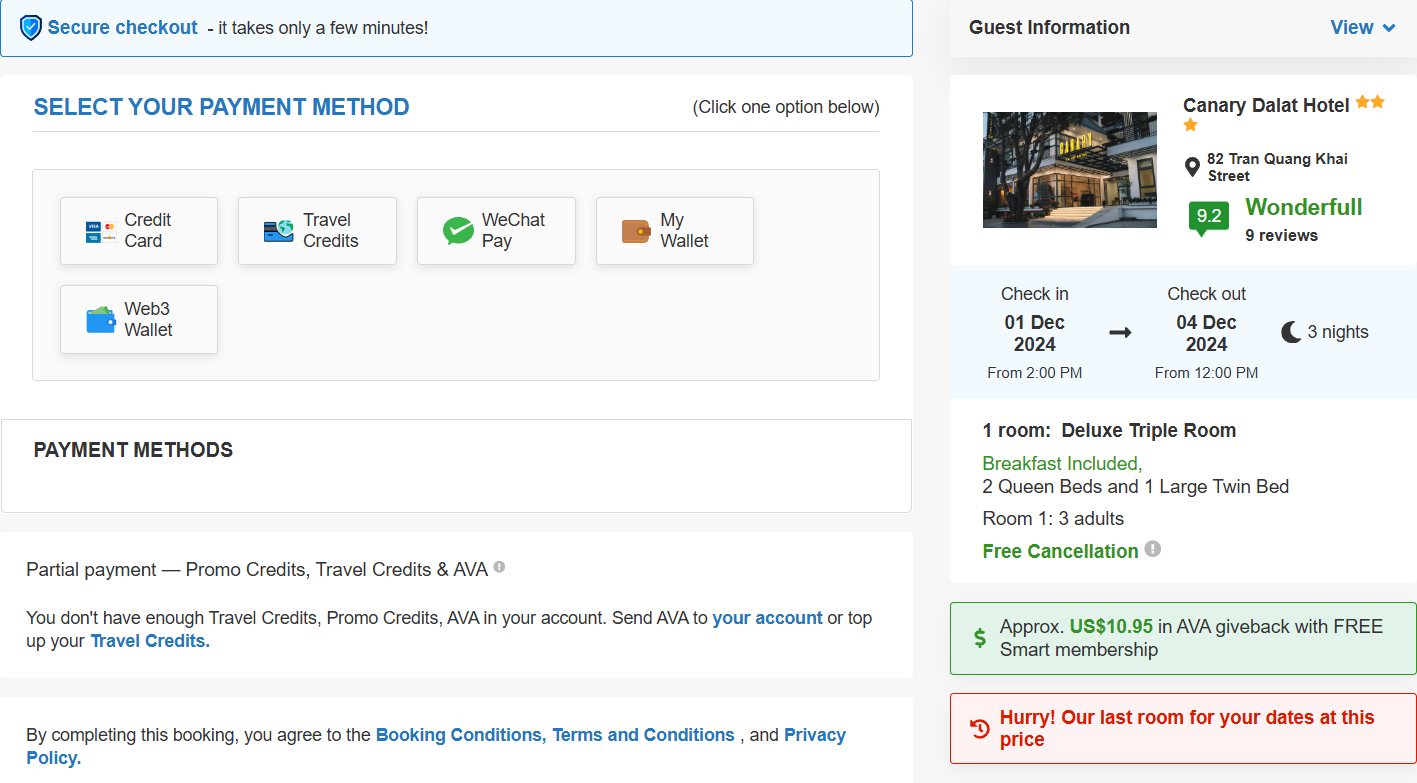 Secure checkout - it takes only a few minutes!
SELECT YOUR PAYMENT METHOD
(Click one option below)
Credit
Card
Travel
Credits
WeChat
Pay
My
Wallet
Web3
Wallet
PAYMENT METHODS
Partial payment — Promo Credits, Travel Credits & AVA
You don't have enough Travel Credits, Promo Credits, AVA in your account. Send AVA to your account or top
up your Travel Credits.
By completing this booking, you agree to the Booking Conditions, Terms and Conditions , and Privacy
Policy.
Guest Information
View
CANARY
Canary Dalat Hotel
82 Tran Quang Khai
Street
9.2
Wonderfull
9 reviews
Check in
01 Dec
2024
From 2:00 PM
Check out
04 Dec
2024
From 12:00 PM
3 nights
1 room: Deluxe Triple Room
Breakfast Included,
2 Queen Beds and 1 Large Twin Bed
Room 1: 3 adults
Free Cancellation
Approx. US$10.95 in AVA giveback with FREE
Smart membership
Hurry! Our last room for your dates at this
price